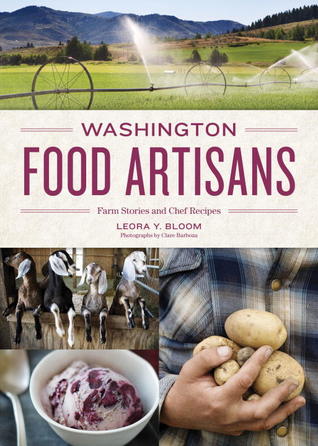 WASHINGTON
FOOD ARTISANS
Farm Stories and Chef Recipes
LEORA Y. BLOOM
Photographs by Clare Barboza